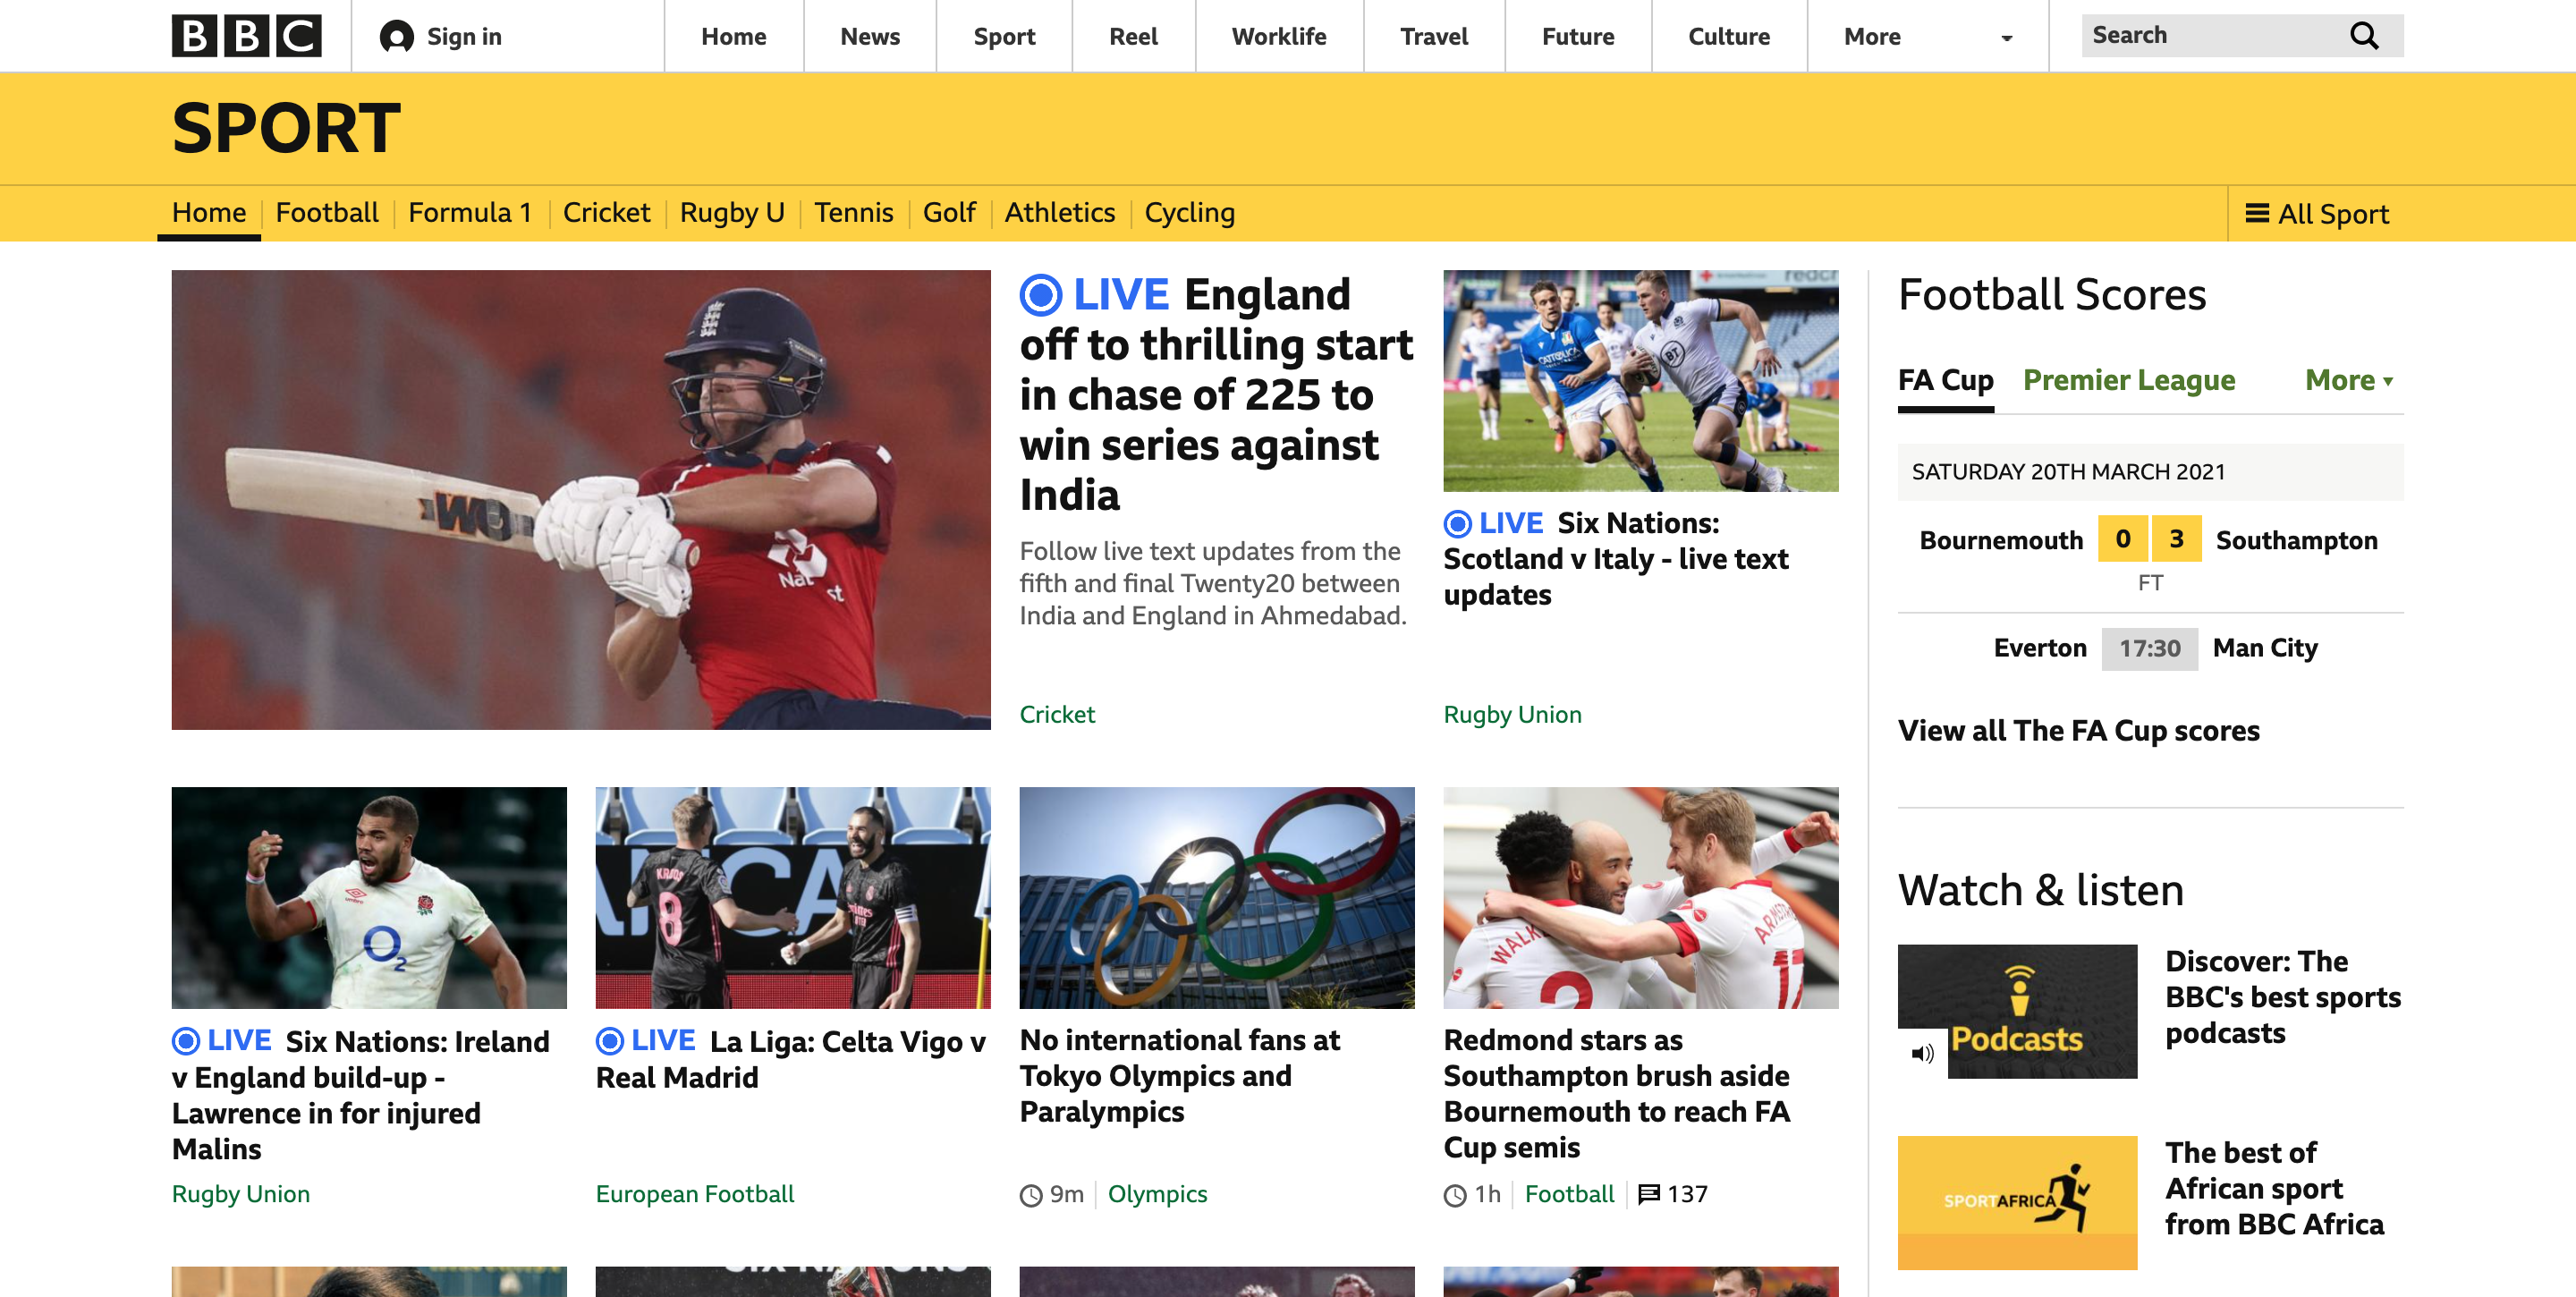 BBC
Sign in
Home
News
Sport
Reel
Worklife
Travel
Future
Culture
More
Search
SPORT
Home
Football
Formula 1
Cricket
Rugby U
Tennis
Golf
Athletics
Cycling
All Sport
LIVE England
off to thrilling start
in chase of 225 to
win series against
India
Follow live text updates from the
fifth and final Twenty20 between
India and England in Ahmedabad.
Cricket
CATTOLICA
BT
LIVE Six Nations:
Scotland v Italy - live text
updates
Rugby Union
Football Scores
FA Cup
Premier League
More
SATURDAY 20TH MARCH 2021
Bournemouth 0 3 Southampton
FT
Everton 17:30 Man City
View all The FA Cup scores
O2
LIVE Six Nations: Ireland
v England build-up -
Lawrence in for injured
Malins
Rugby Union
8
LIVE La Liga: Celta Vigo v
Real Madrid
European Football
No international fans at
Tokyo Olympics and
Paralympics
9m
Olympics
2
17
Redmond stars as
Southampton brush aside
Bournemouth to reach FA
Cup semis
1h
Football
137
Watch & listen
Podcasts
Discover: The
BBC's best sports
podcasts
SPORTAFRICA
The best of
African sport
from BBC Africa